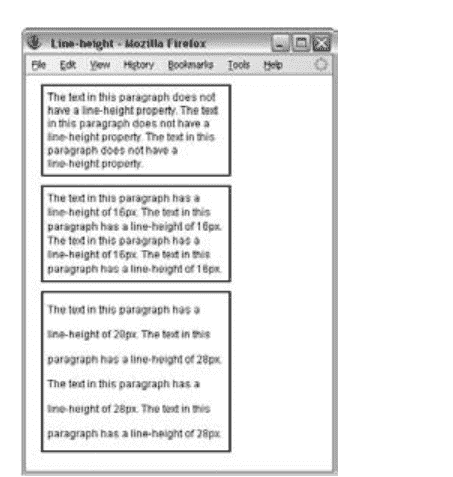 Line-height - Mozilla Firefox
File Edit View History Bookmarks Tools Help
The text in this paragraph does not
have a line-height property. The text
in this paragraph does not have a
line-height property. The text in this
paragraph does not have a
line-height property.
The text in this paragraph has a
line-height of 16px. The text in this
paragraph has a line-height of 16px.
The text in this paragraph has a
line-height of 16px. The text in this
paragraph has a line-height of 16px.
The text in this paragraph has a
line-height of 28px. The text in this
paragraph has a line-height of 28px.
The text in this paragraph has a
line-height of 28px. The text in this
paragraph has a line-height of 28px.